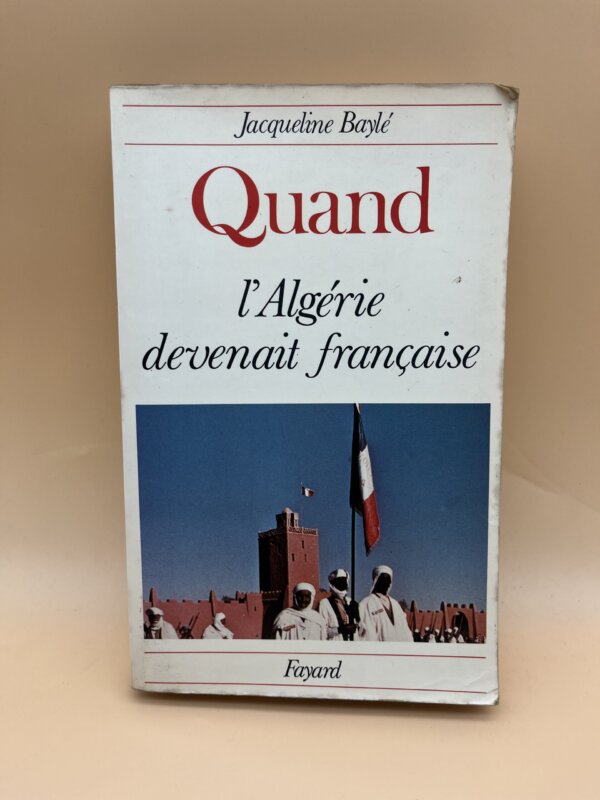 Jacqueline Baylé
Quand
l'Algérie
devenait française
Fayard